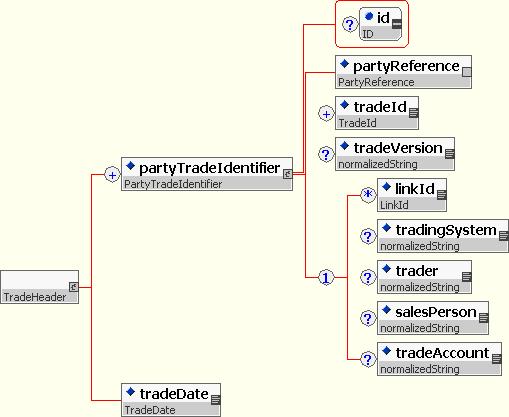 ? id
ID
partyReference
PartyReference
+ tradeId
TradeId
? tradeVersion
normalizedString
+ partyTradeIdentifier
PartyTradeIdentifier
* linkId
LinkId
? tradingSystem
normalizedString
1
? trader
normalizedString
TradeHeader
? salesPerson
normalizedString
? tradeAccount
normalizedString
tradeDate
TradeDate